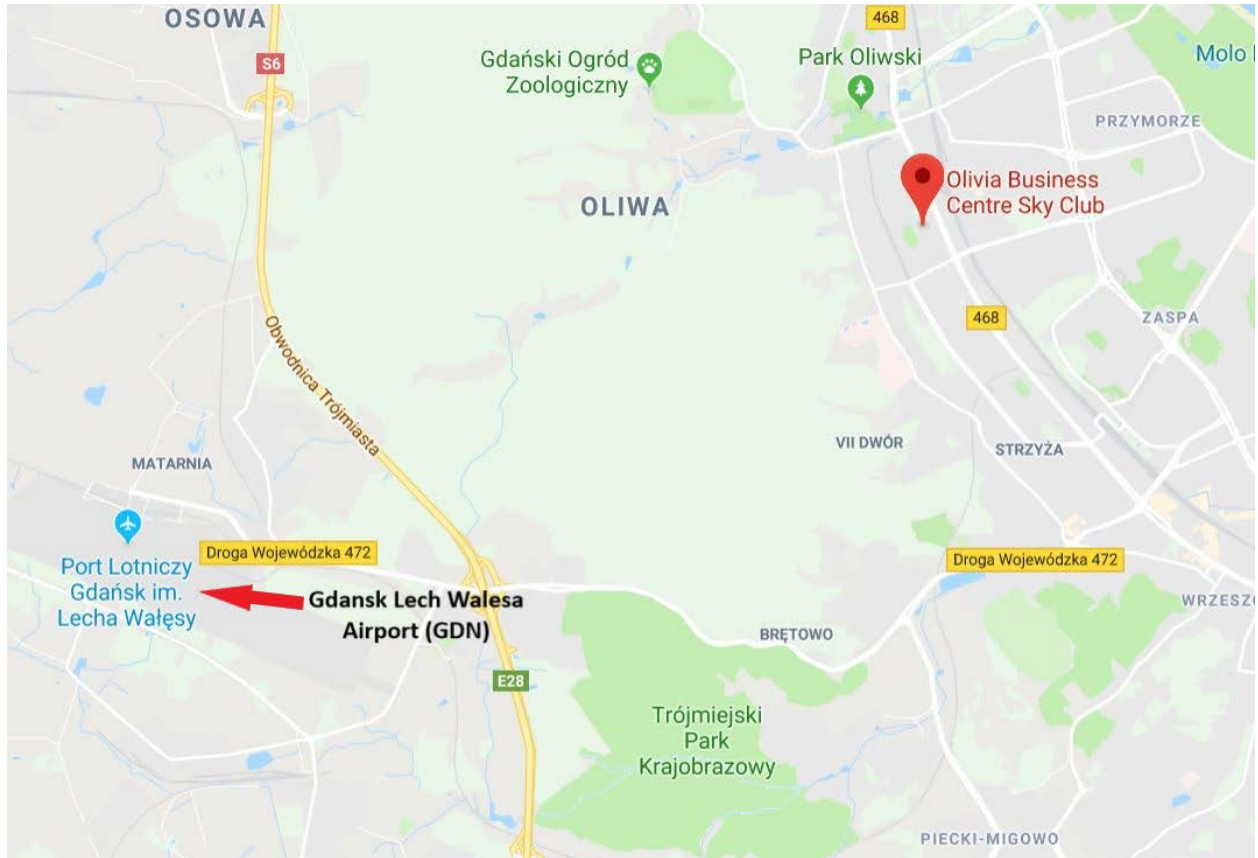 OSOWA
468
S6
Gdański Ogród
Zoologiczny
Park Oliwski
Molo
PRZYMORZE
Olivia Business
Centre Sky Club
OLIWA
468
ZASPA
Obwodnica Trójmiasta
VII DWÓR
STRZYŻA
MATARNIA
Port Lotniczy
Gdańsk im.
Lecha Wałęsy
Droga Wojewódzka 472
Droga Wojewódzka 472
Gdansk Lech Walesa
Airport (GDN)
WRZESZC
BRĘTOWO
E28
Trójmiejski
Park
Krajobrazowy
PIECKI-MIGOWO